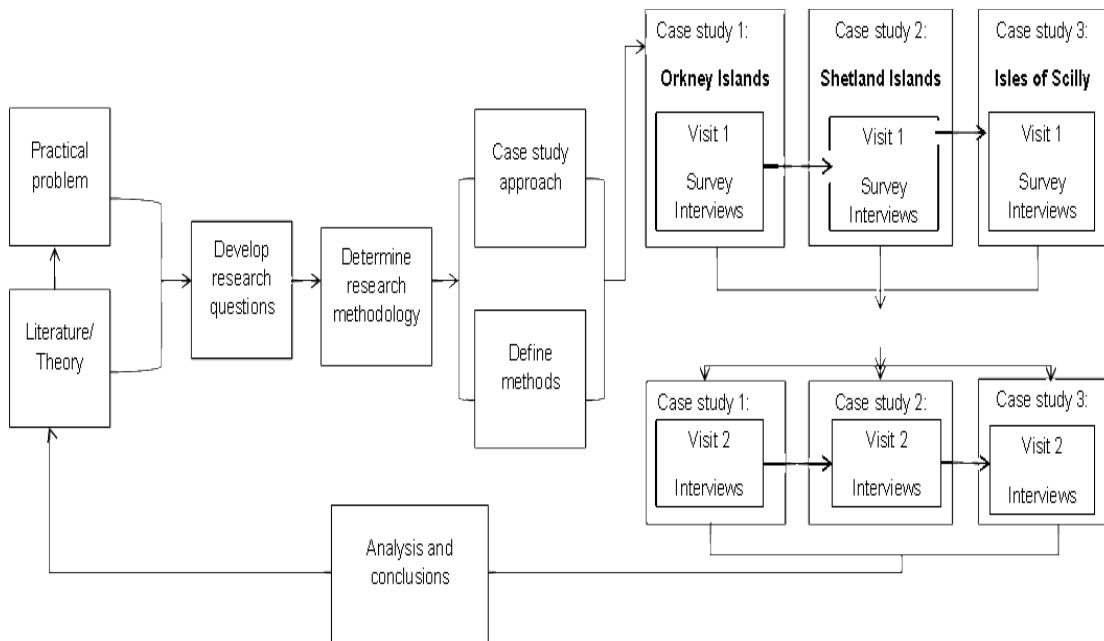 Practical
problem
Literature/
Theory
Develop
research
questions
Determine
research
methodology
Case study
approach
Define
methods
Case study 1:
Orkney Islands
Visit 1
Survey
Interviews
Case study 2:
Shetland Islands
Visit 1
Survey
Interviews
Case study 3:
Isles of Scilly
Visit 1
Survey
Interviews
Case study 1:
Visit 2
Interviews
Case study 2:
Visit 2
Interviews
Case study 3:
Visit 2
Interviews
Analysis and
conclusions